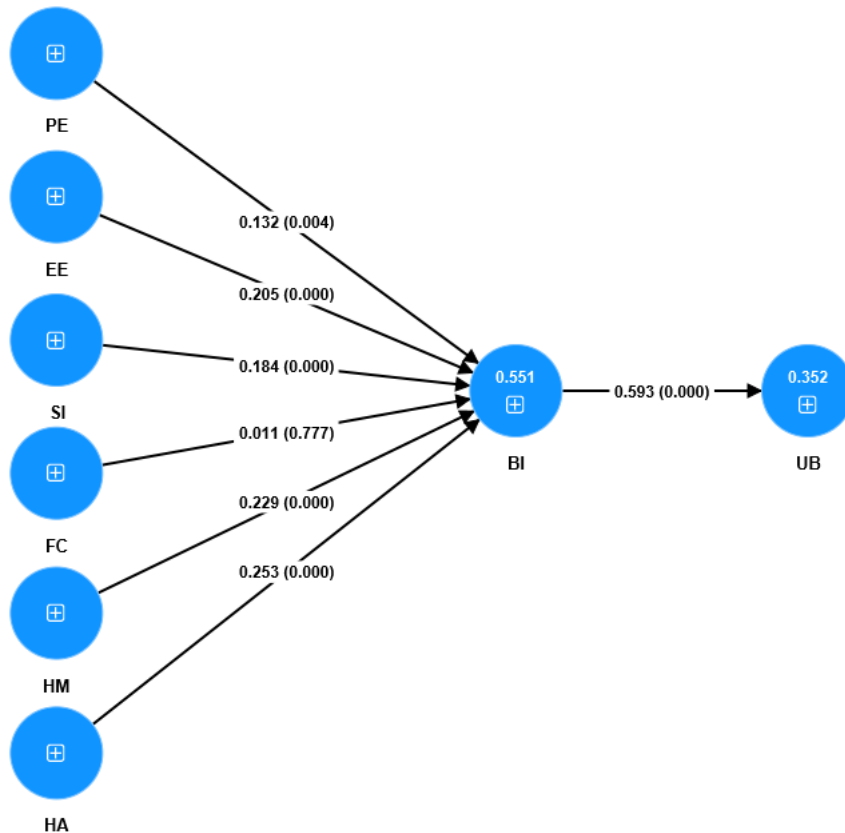 PE
EE
SI
FC
HM
HA
0.132 (0.004)
0.205 (0.000)
0.184 (0.000)
0.011 (0.777)
0.229 (0.000)
0.253 (0.000)
0.551
BI
0.593 (0.000)
0.352
UB